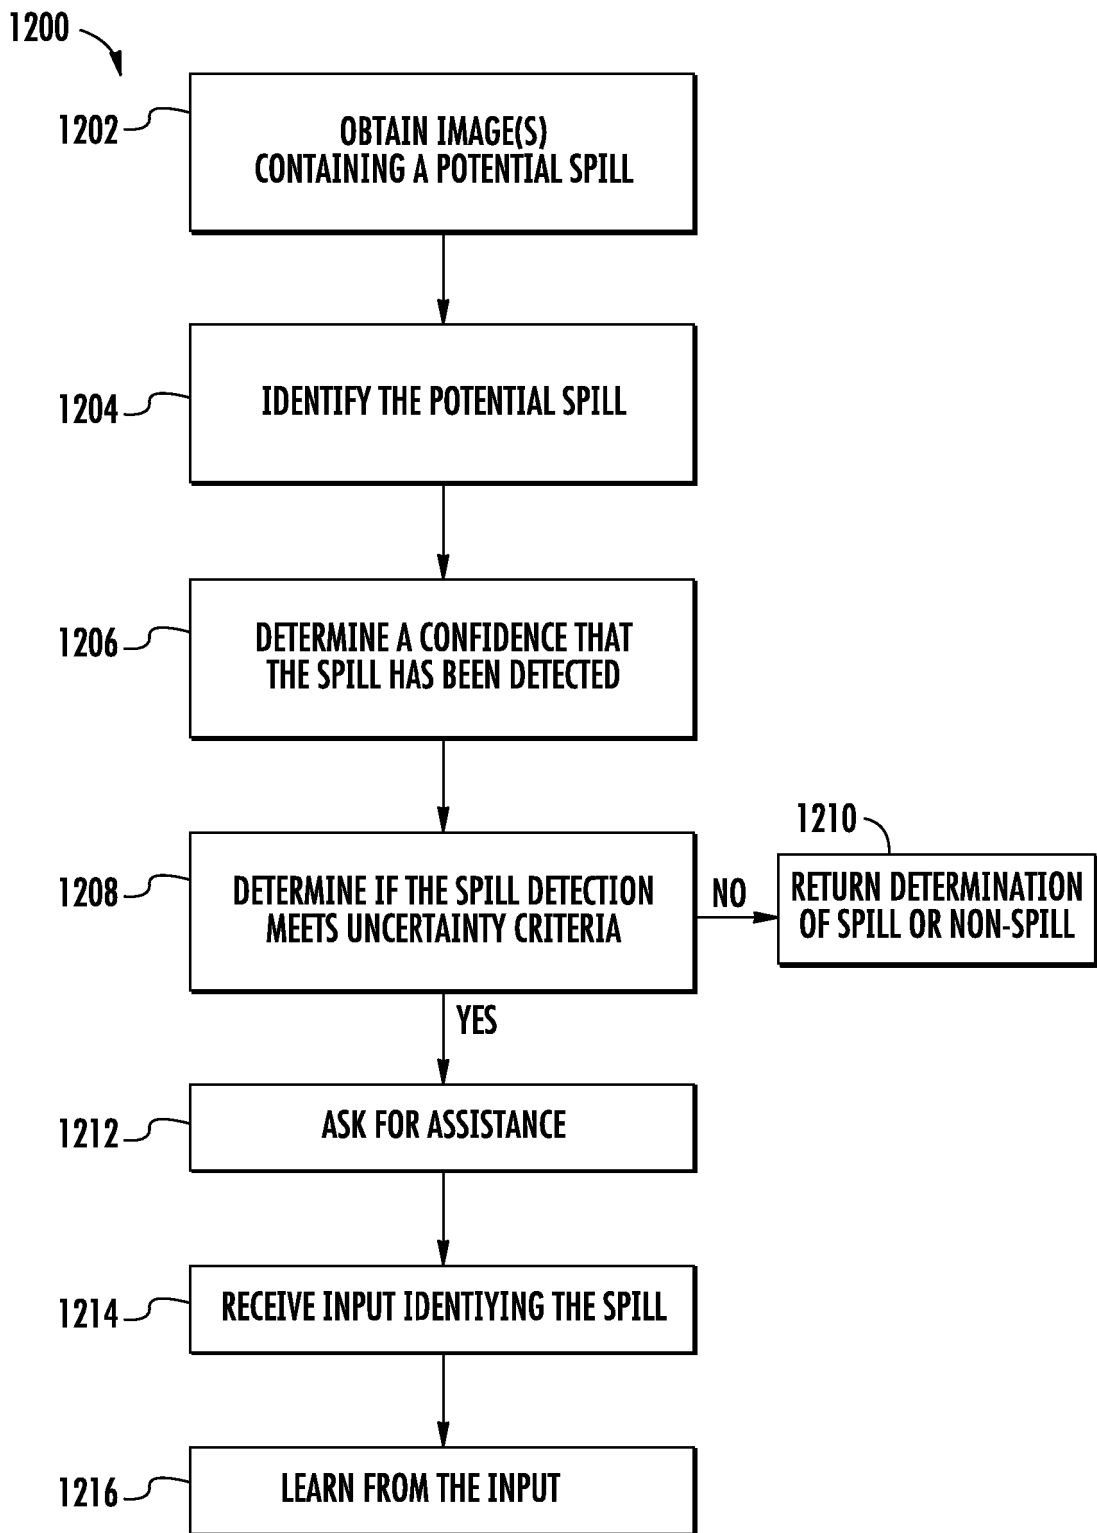 1200
1202
OBTAIN IMAGE(S)
CONTAINING A POTENTIAL SPILL
1204
IDENTIFY THE POTENTIAL SPILL
1206
DETERMINE A CONFIDENCE THAT
THE SPILL HAS BEEN DETECTED
1208
DETERMINE IF THE SPILL DETECTION
MEETS UNCERTAINTY CRITERIA
NO
1210
RETURN DETERMINATION
OF SPILL OR NON-SPILL
YES
1212
ASK FOR ASSISTANCE
1214
RECEIVE INPUT IDENTIYING THE SPILL
1216
LEARN FROM THE INPUT